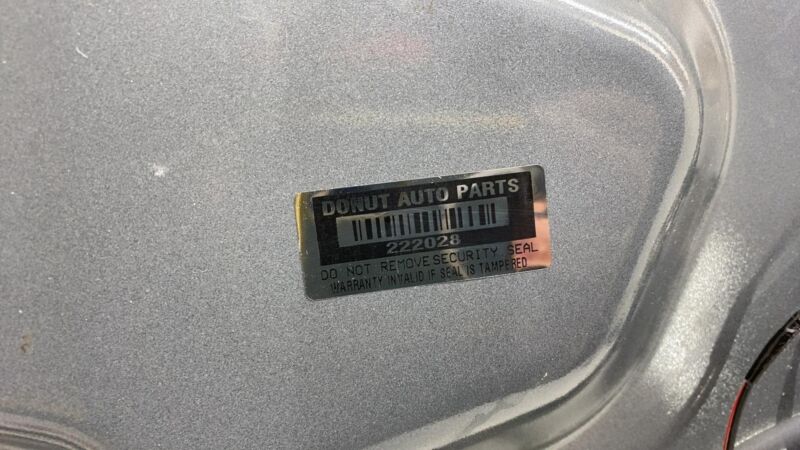 DONUT AUTO PARTS
222028
DO NOT REMOVE SECURITY SEAL
WARRANTY INVALID IF SEAL IS TAMPERED